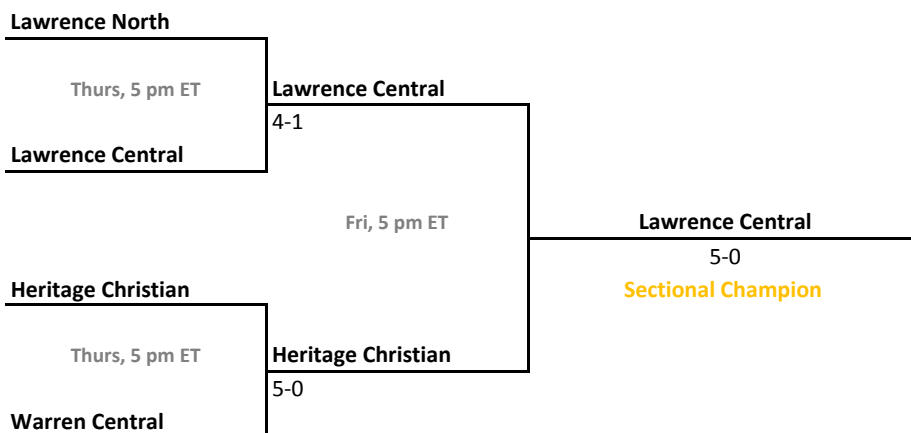 Lawrence North
Thurs, 5 pm ET
Lawrence Central
4-1
Lawrence Central
Fri, 5 pm ET
Lawrence Central
5-0
Sectional Champion
Heritage Christian
Thurs, 5 pm ET
Heritage Christian
5-0
Warren Central